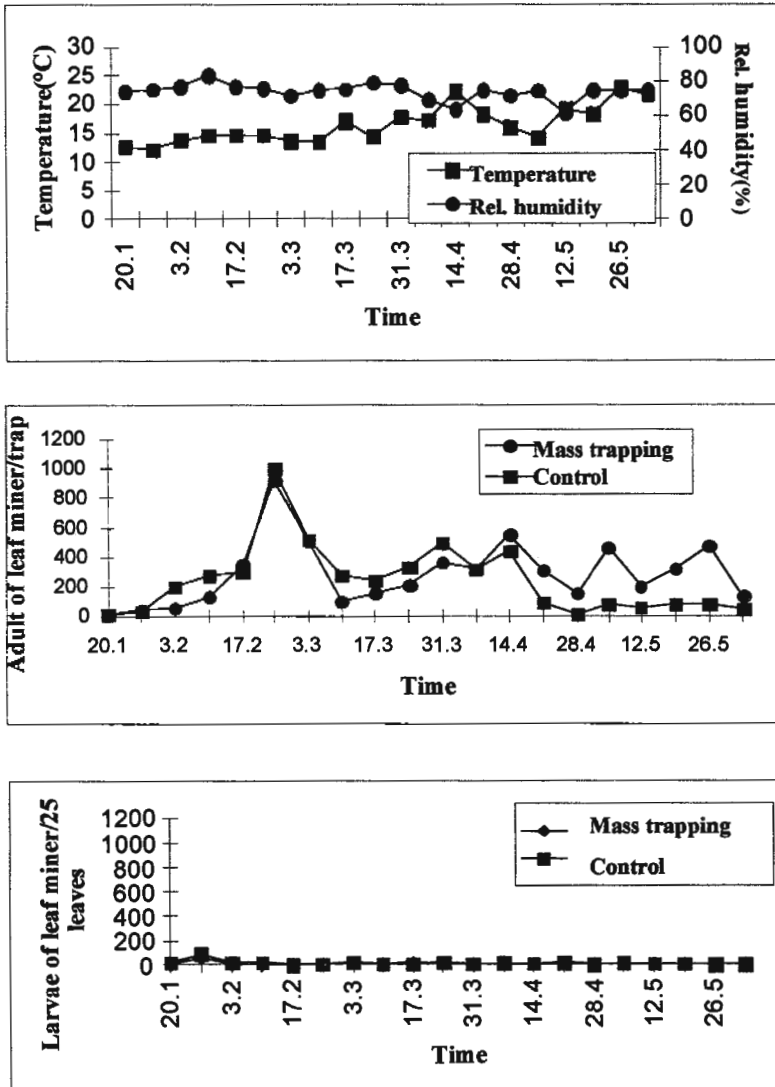 Temperature(ºC)
30
25
20
15
10
5
0
Rel. humidity(%)
100
80
60
40
20
0
Temperature
Rel. humidity
20.1 3.2 17.2 3.3 17.3 31.3 14.4 28.4 12.5 26.5
Time
Adult of leaf miner/trap
1200
1000
800
600
400
200
0
Mass trapping
Control
20.1 3.2 17.2 3.3 17.3 31.3 14.4 28.4 12.5 26.5
Time
Larvae of leaf miner/25
leaves
1200
1000
800
600
400
200
0
Mass trapping
Control
20.1 3.2 17.2 3.3 17.3 31.3 14.4 28.4 12.5 26.5
Time